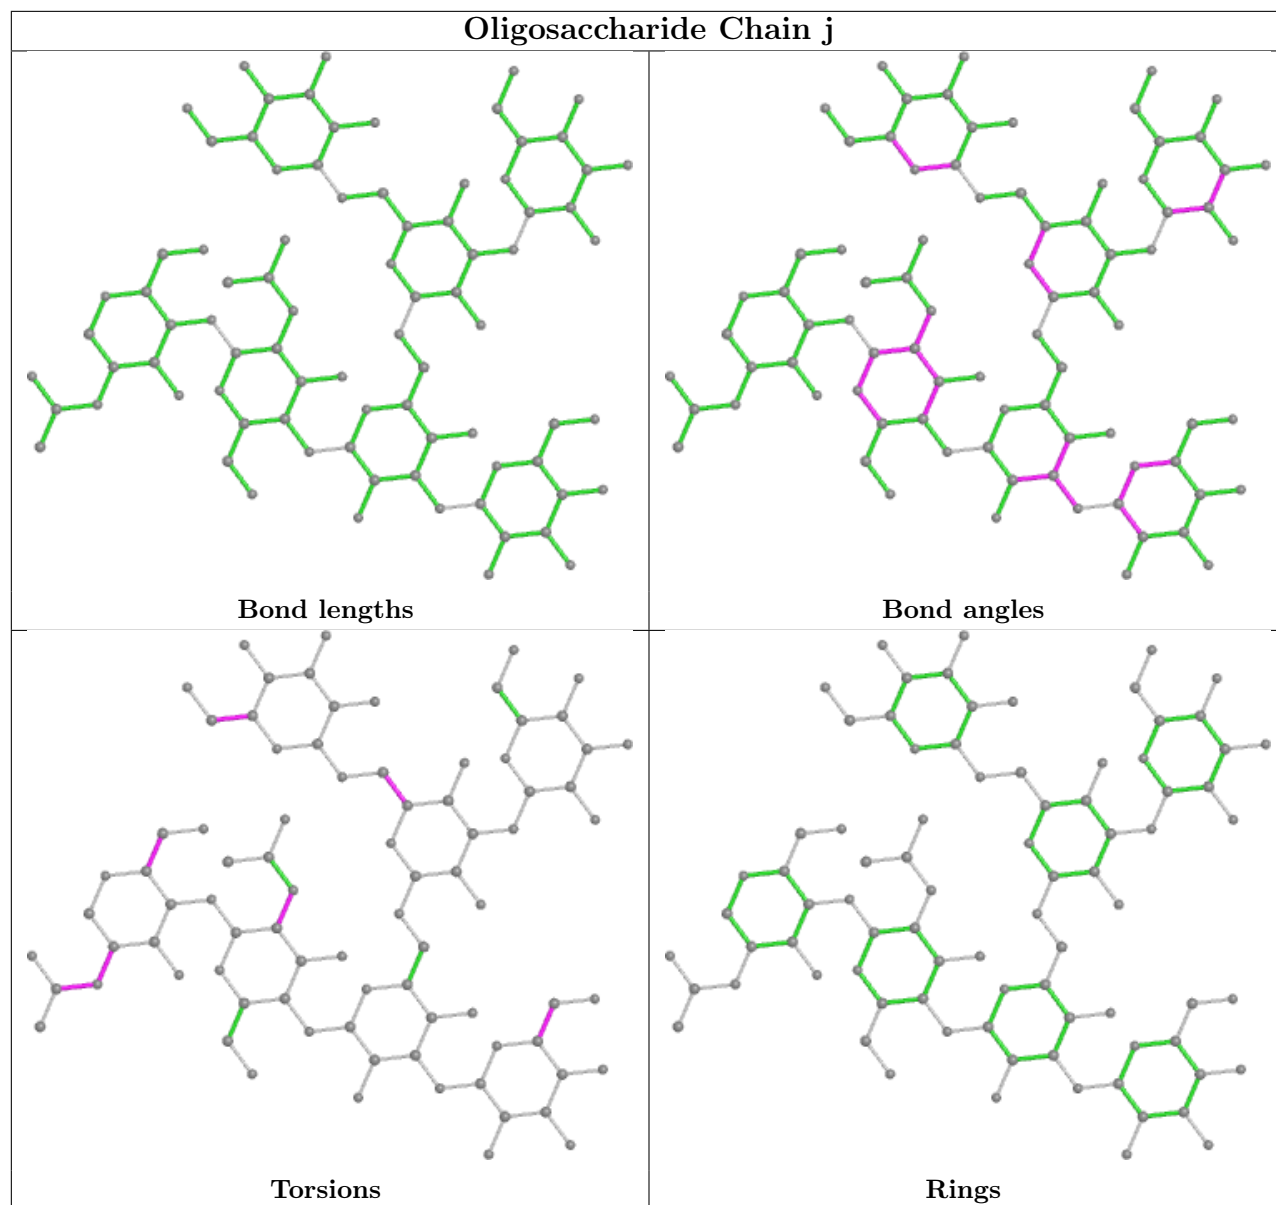 Oligosaccharide Chain j
Bond lengths
Bond angles
Torsions
Rings